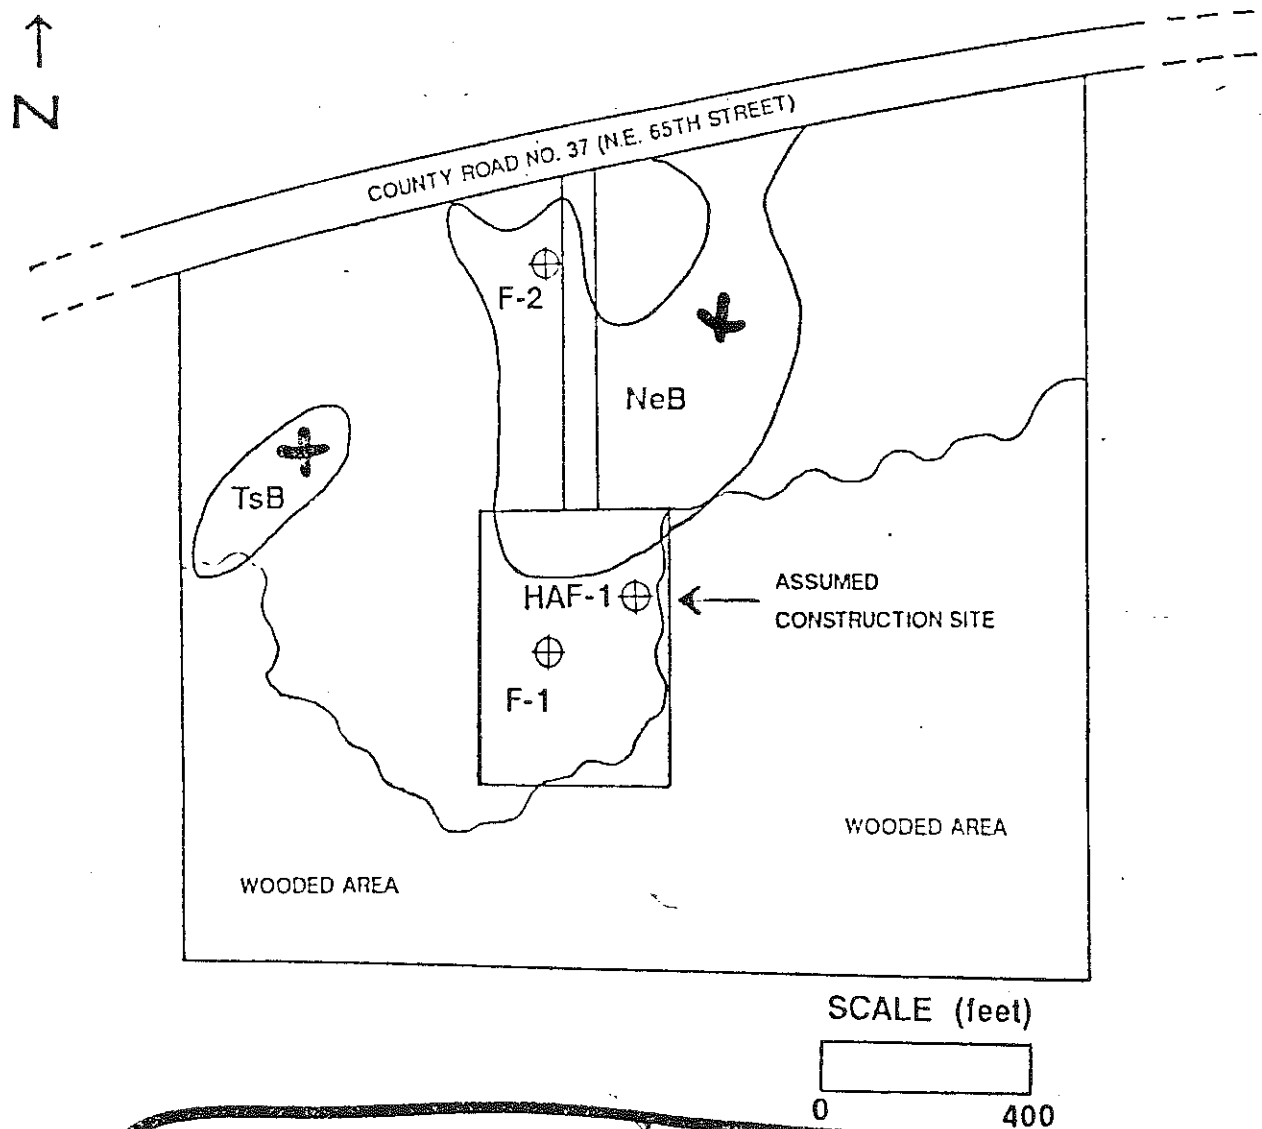 N
COUNTY ROAD NO. 37 (N.E. 65TH STREET)
F-2
NeB
TsB
HAF-1
ASSUMED
CONSTRUCTION SITE
F-1
WOODED AREA
WOODED AREA
SCALE (feet)
0 400